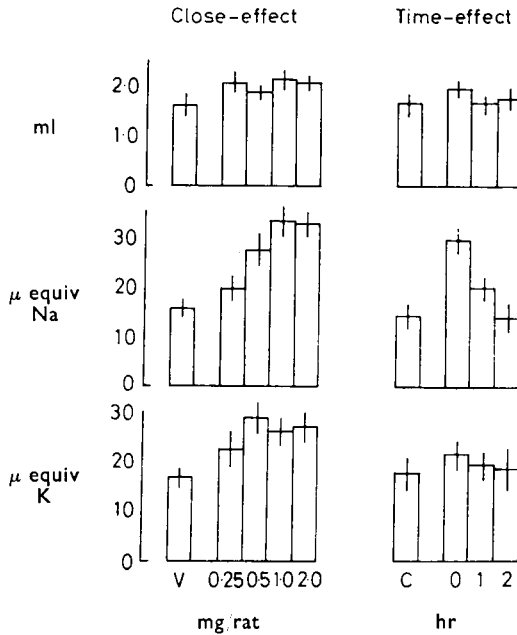 Close-effect Time-effect
2·0
ml
1·0
0
30
20
μ equiv
Na
10
0
30
20
μ equiv
K
10
0
V 0·25 0·5 1·0 2·0 C 0 1 2
mg/rat hr